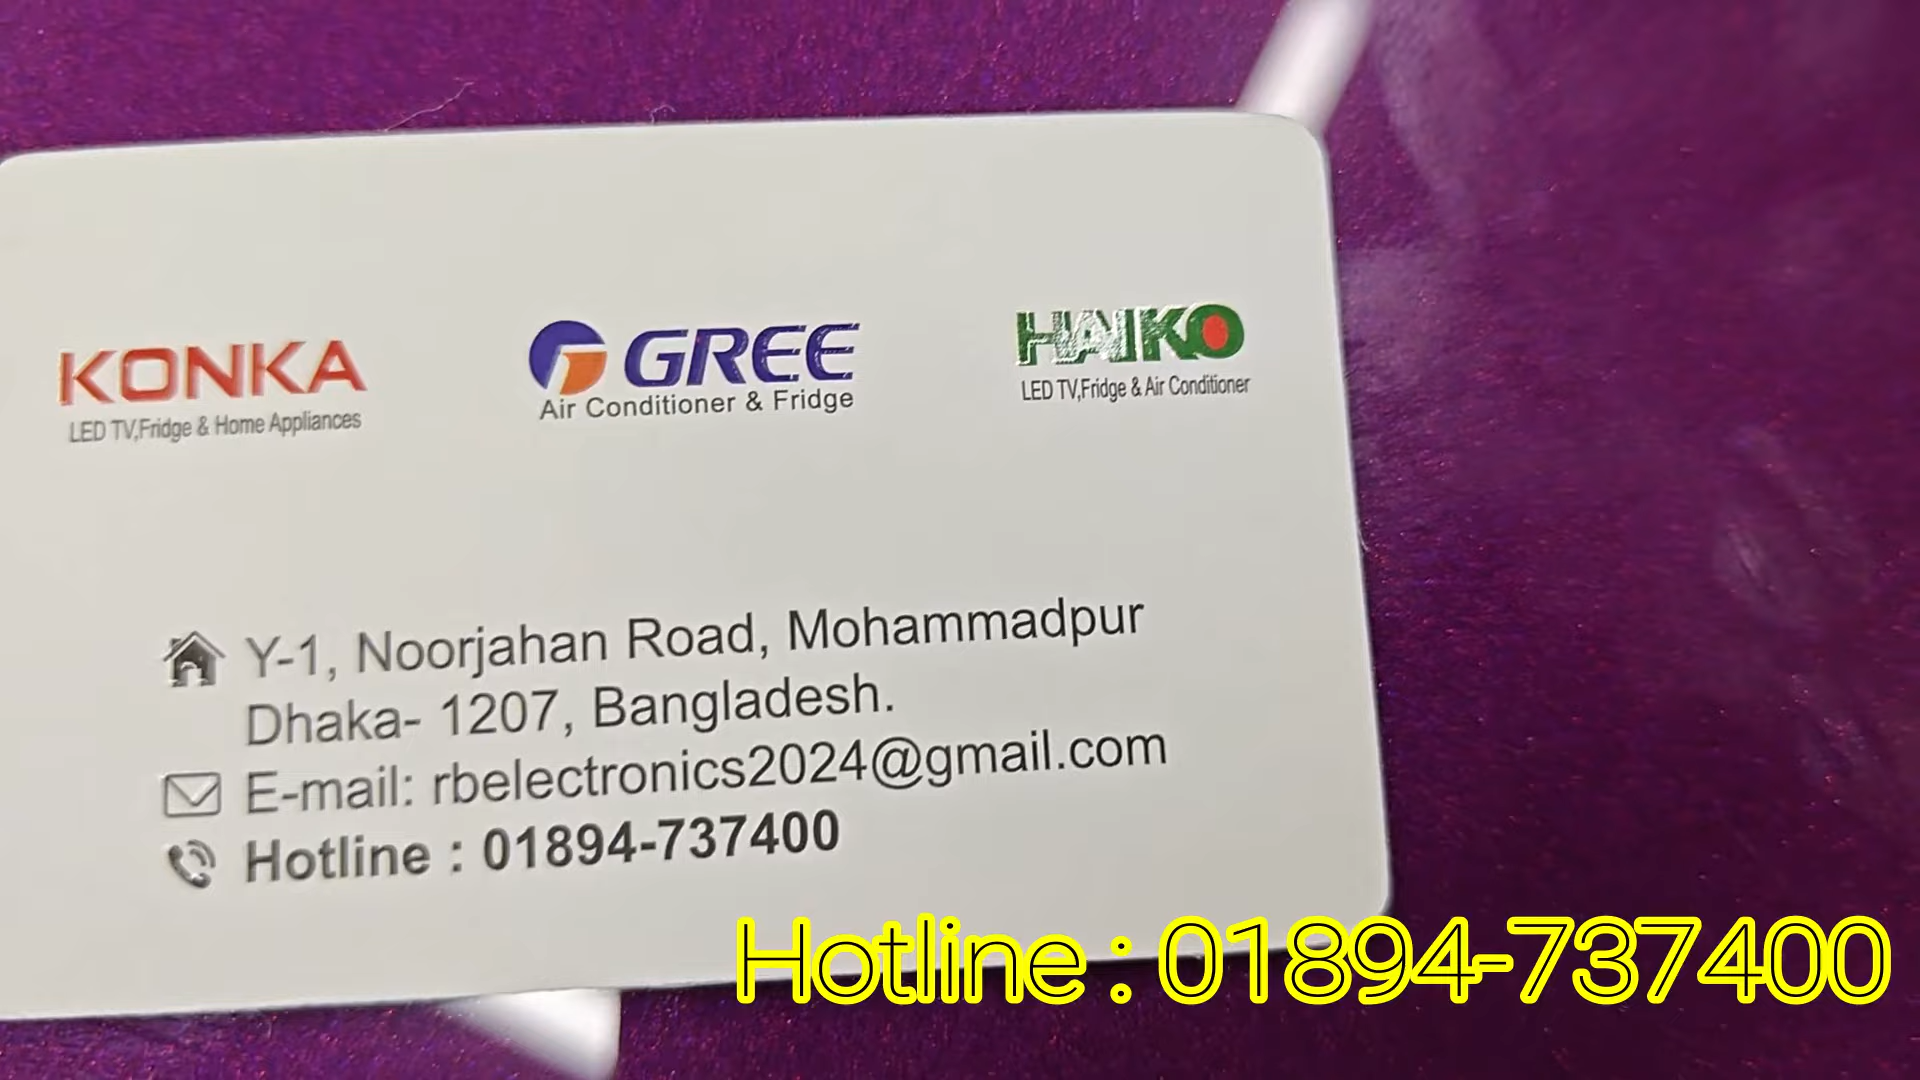 KONKA
LED TV,Fridge & Home Appliances
GREE
Air Conditioner & Fridge
HAIKO
LED TV,Fridge & Air Conditioner
Y-1, Noorjahan Road, Mohammadpur
Dhaka- 1207, Bangladesh.
E-mail: rbelectronics2024@gmail.com
Hotline : 01894-737400
Hotline : 01894-737400